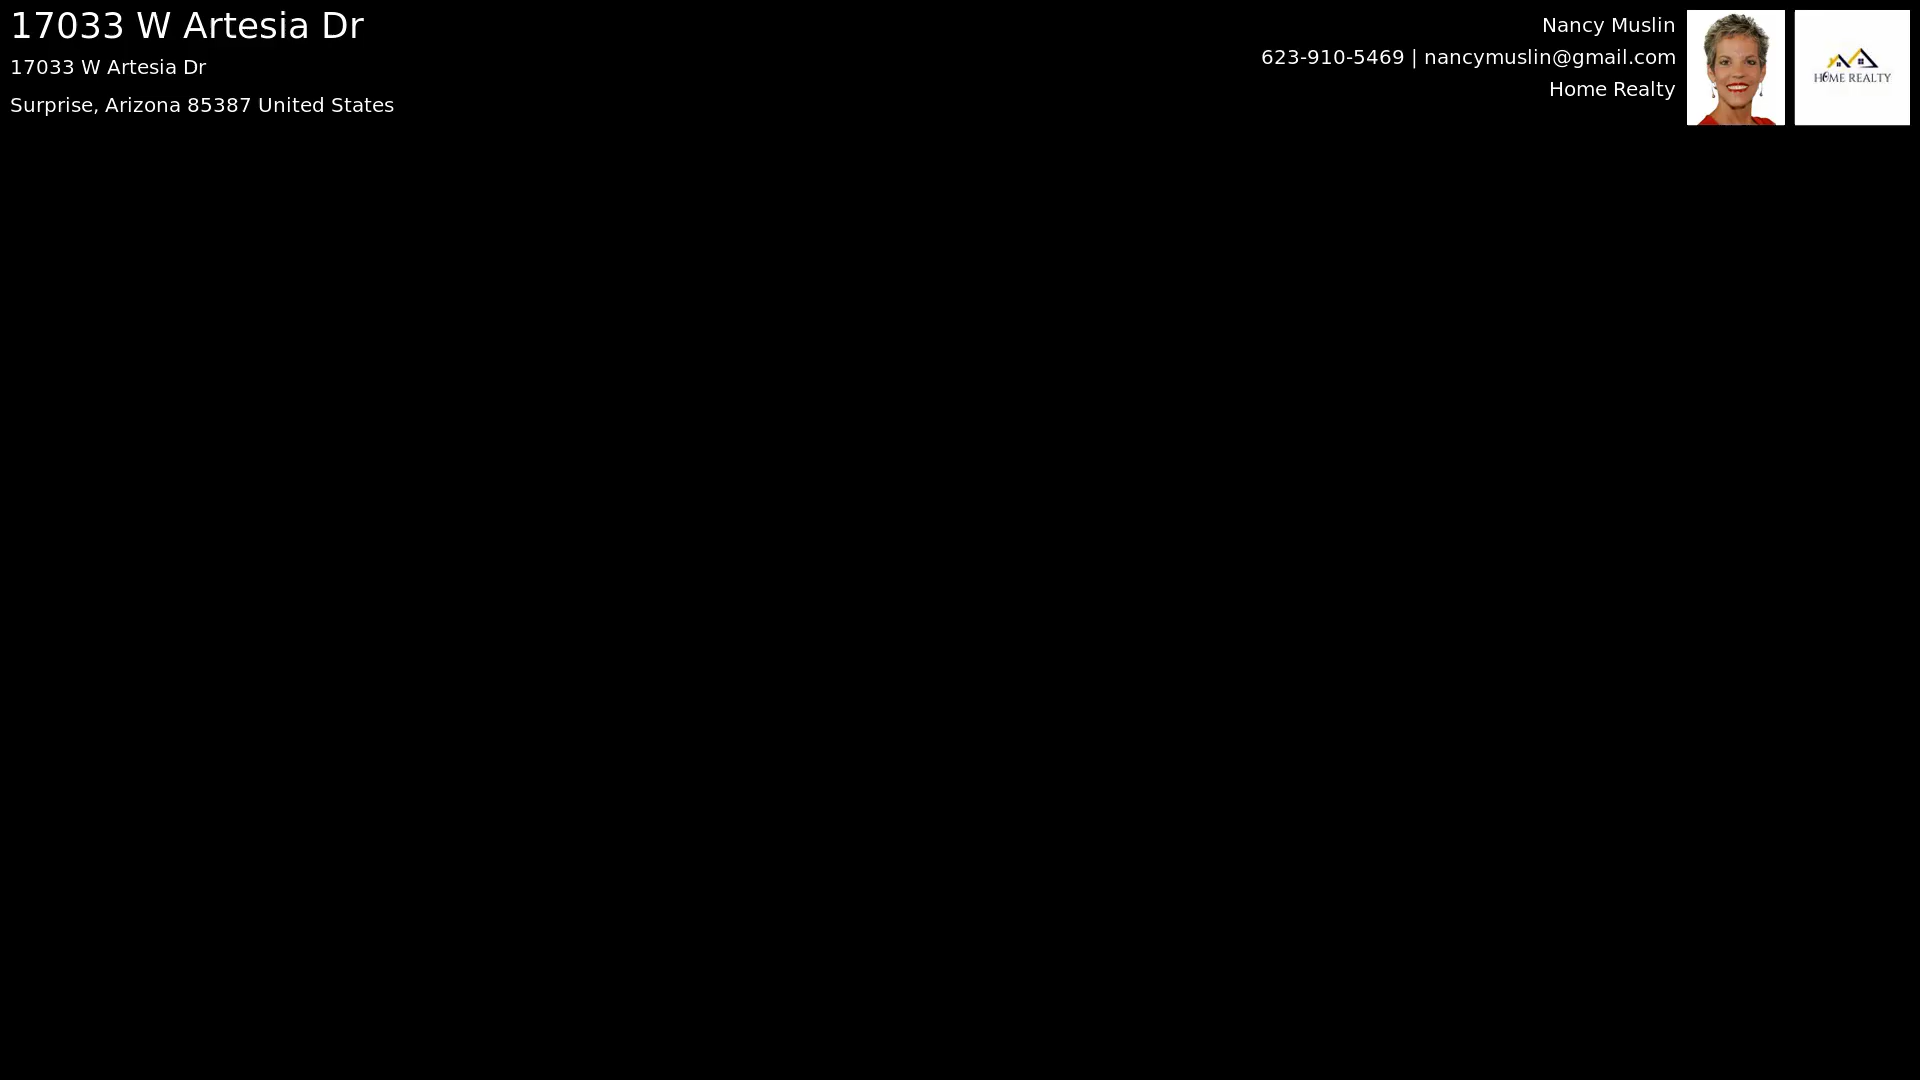 17033 W Artesia Dr
17033 W Artesia Dr
Surprise, Arizona 85387 United States
Nancy Muslin
623-910-5469 | nancymuslin@gmail.com
Home Realty
HOME REALTY